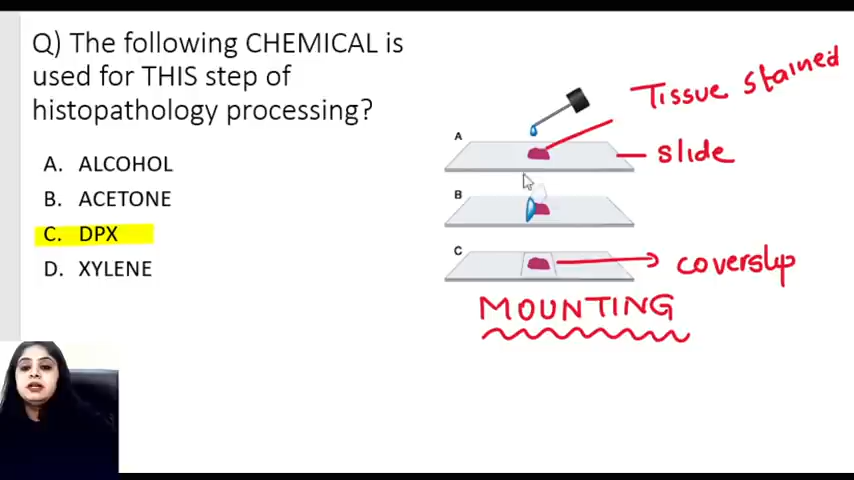 Q) The following CHEMICAL is
used for THIS step of
histopathology processing?
A. ALCOHOL
B. ACETONE
C. DPX
D. XYLENE
Tissue stained
A
slide
B
C
coverslip
MOUNTING